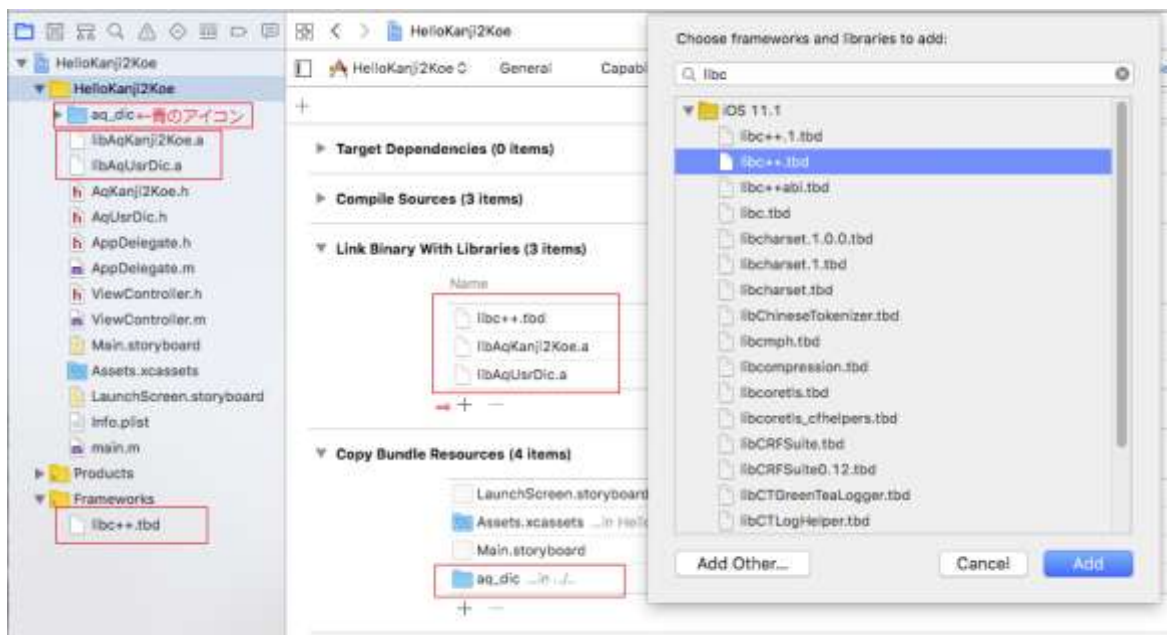 HelloKanji2Koe
HelloKanji2Koe
aq_dic ←青のアイコン
libAqKanji2Koe.a
libAqUsrDic.a
AqKanji2Koe.h
AqUsrDic.h
AppDelegate.h
AppDelegate.m
ViewController.h
ViewController.m
Main.storyboard
Assets.xcassets
LaunchScreen.storyboard
Info.plist
main.m
Products
Frameworks
libc++.tbd
HelloKanji2Koe
HelloKanji2Koe General Capabi
Target Dependencies (0 items)
Compile Sources (3 items)
Link Binary With Libraries (3 items)
Name
libc++.tbd
libAqKanji2Koe.a
libAqUsrDic.a
Copy Bundle Resources (4 items)
LaunchScreen.storyboard
Assets.xcassets ...in Hello
Main.storyboard
aq_dic ...in ../..
Choose frameworks and libraries to add:
libc
iOS 11.1
libc++.1.tbd
libc++.tbd
libc++abi.tbd
libc.tbd
libcharset.1.0.0.tbd
libcharset.1.tbd
libcharset.tbd
libChineseTokenizer.tbd
libcmph.tbd
libcompression.tbd
libcoretls.tbd
libcoretls_cfhelpers.tbd
libCRFSuite.tbd
libCRFSuite0.12.tbd
libCTGreenTeaLogger.tbd
libCTLogHelper.tbd
Add Other...
Cancel
Add